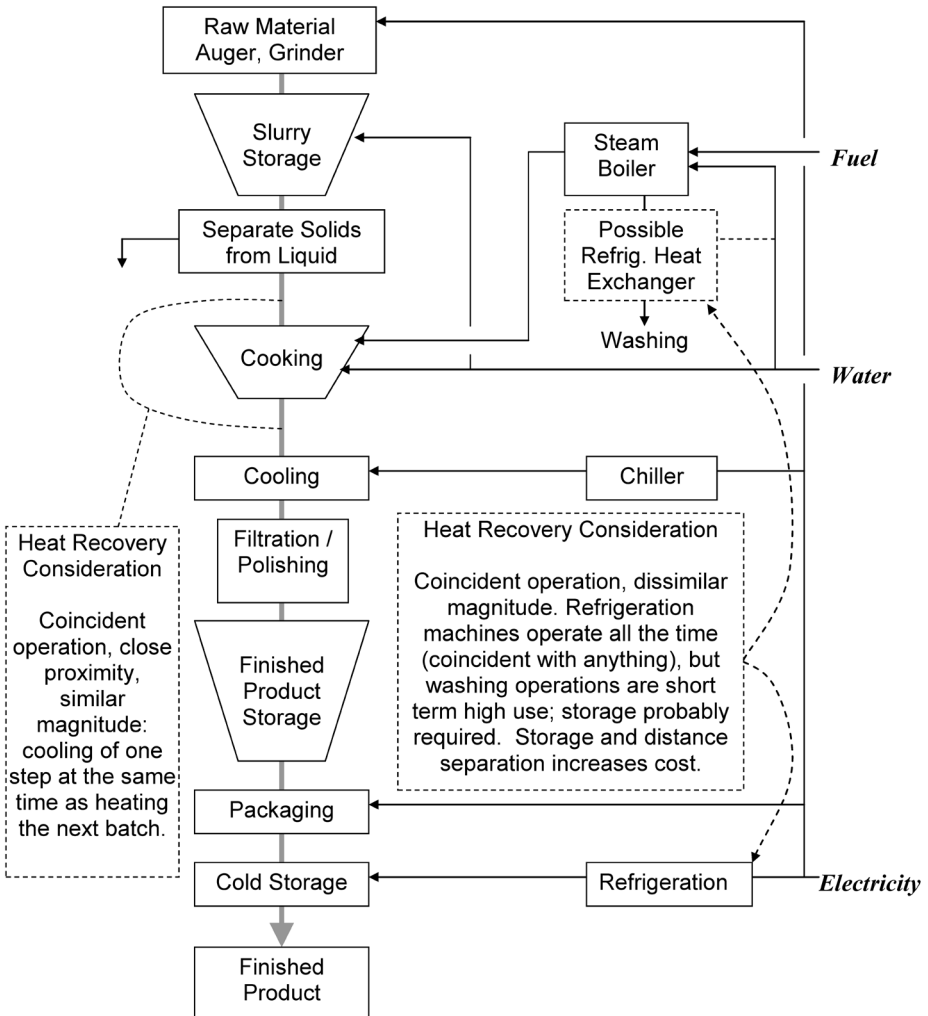 Raw Material
Auger, Grinder
Slurry
Storage
Steam
Boiler
Fuel
Separate Solids
from Liquid
Possible
Refrig. Heat
Exchanger
Washing
Cooking
Water
Cooling
Chiller
Heat Recovery
Consideration
Coincident
operation, close
proximity,
similar
magnitude:
cooling of one
step at the same
time as heating
the next batch.
Filtration /
Polishing
Heat Recovery Consideration
Coincident operation, dissimilar
magnitude. Refrigeration
machines operate all the time
(coincident with anything), but
washing operations are short
term high use; storage probably
required.  Storage and distance
separation increases cost.
Finished
Product
Storage
Packaging
Cold Storage
Refrigeration
Electricity
Finished
Product